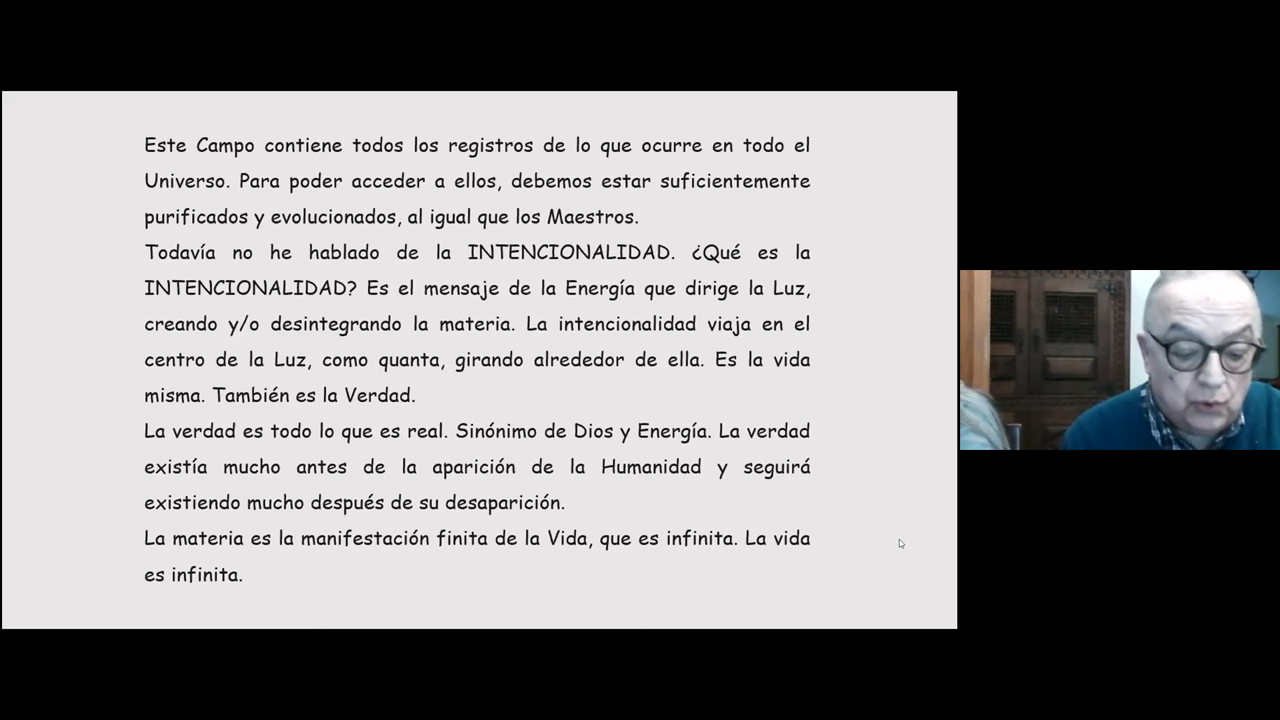 Este Campo contiene todos los registros de lo que ocurre en todo el
Universo. Para poder acceder a ellos, debemos estar suficientemente
purificados y evolucionados, al igual que los Maestros.
Todavía no he hablado de la INTENCIONALIDAD. ¿Qué es la
INTENCIONALIDAD? Es el mensaje de la Energía que dirige la Luz,
creando y/o desintegrando la materia. La intencionalidad viaja en el
centro de la Luz, como quanta, girando alrededor de ella. Es la vida
misma. También es la Verdad.
La verdad es todo lo que es real. Sinónimo de Dios y Energía. La verdad
existía mucho antes de la aparición de la Humanidad y seguirá
existiendo mucho después de su desaparición.
La materia es la manifestación finita de la Vida, que es infinita. La vida
es infinita.